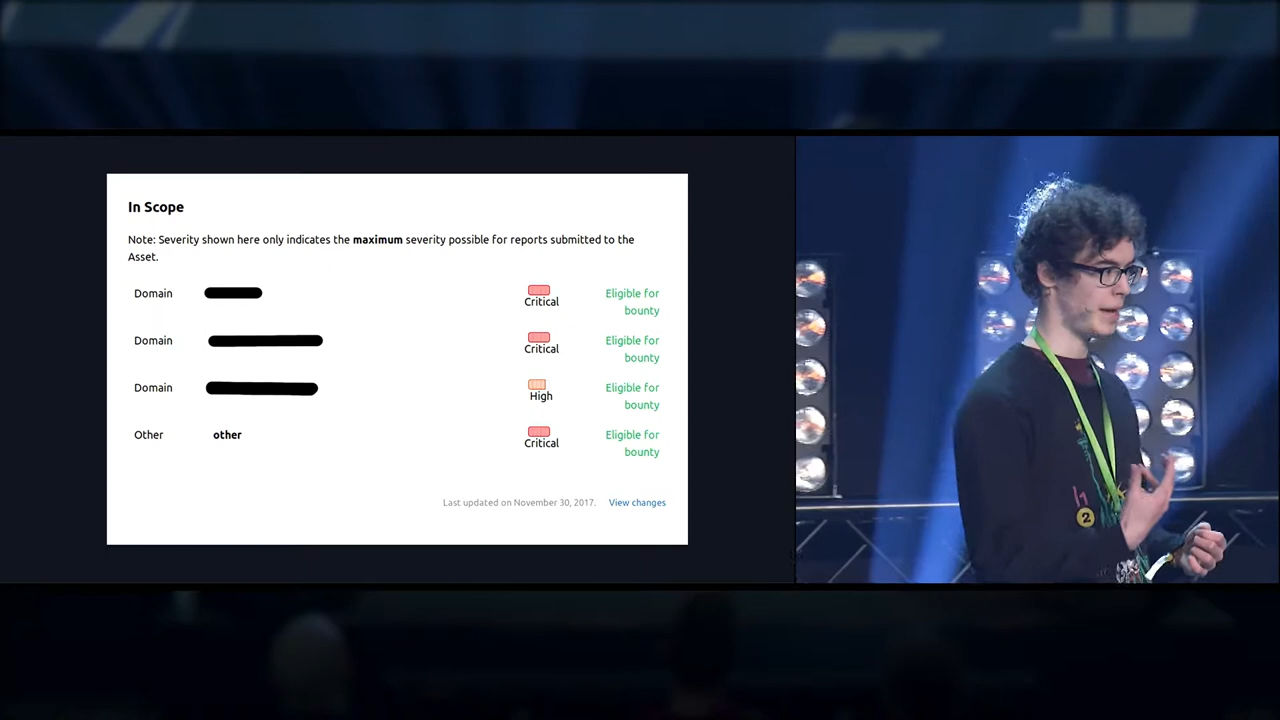 In Scope
Note: Severity shown here only indicates the maximum severity possible for reports submitted to the
Asset.
Domain Critical Eligible for
bounty
Domain Critical Eligible for
bounty
Domain High Eligible for
bounty
Other other Critical Eligible for
bounty
Last updated on November 30, 2017. View changes
2